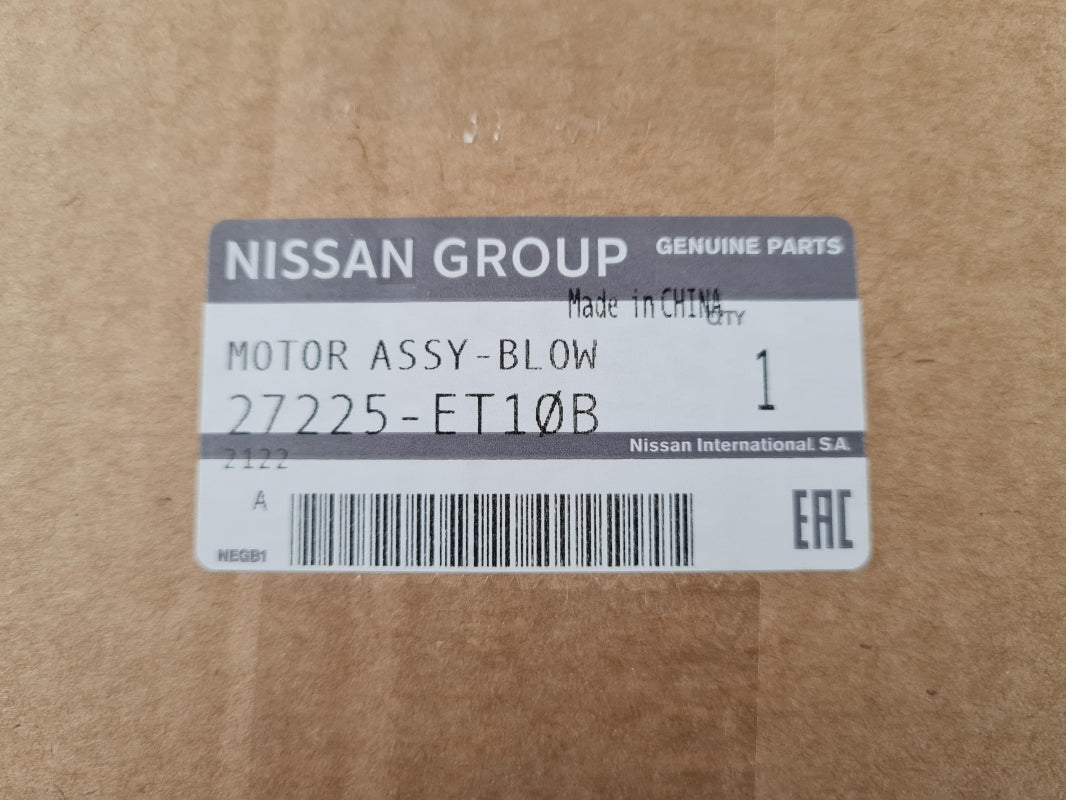 NISSAN GROUP GENUINE PARTS
Made in CHINA
QTY
MOTOR ASSY-BLOW
1
27225-ET10B
Nissan International S.A.
2122
A
EAC
NEGB1